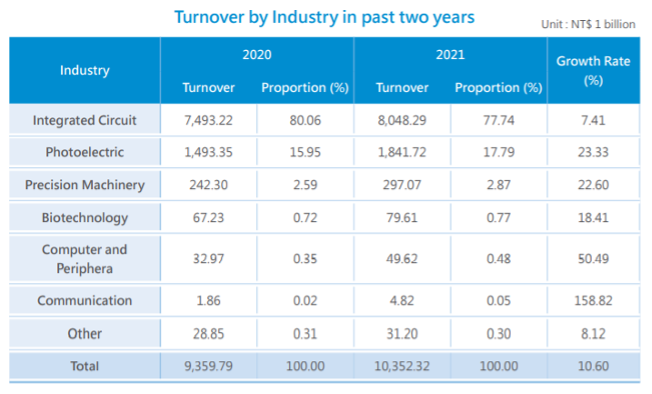 Turnover by Industry in past two years
Unit : NT$ 1 billion
Industry 2020 2021 Growth Rate (%)
Turnover Proportion (%) Turnover Proportion (%)
Integrated Circuit 7,493.22 80.06 8,048.29 77.74 7.41
Photoelectric 1,493.35 15.95 1,841.72 17.79 23.33
Precision Machinery 242.30 2.59 297.07 2.87 22.60
Biotechnology 67.23 0.72 79.61 0.77 18.41
Computer and
Periphera 32.97 0.35 49.62 0.48 50.49
Communication 1.86 0.02 4.82 0.05 158.82
Other 28.85 0.31 31.20 0.30 8.12
Total 9,359.79 100.00 10,352.32 100.00 10.60